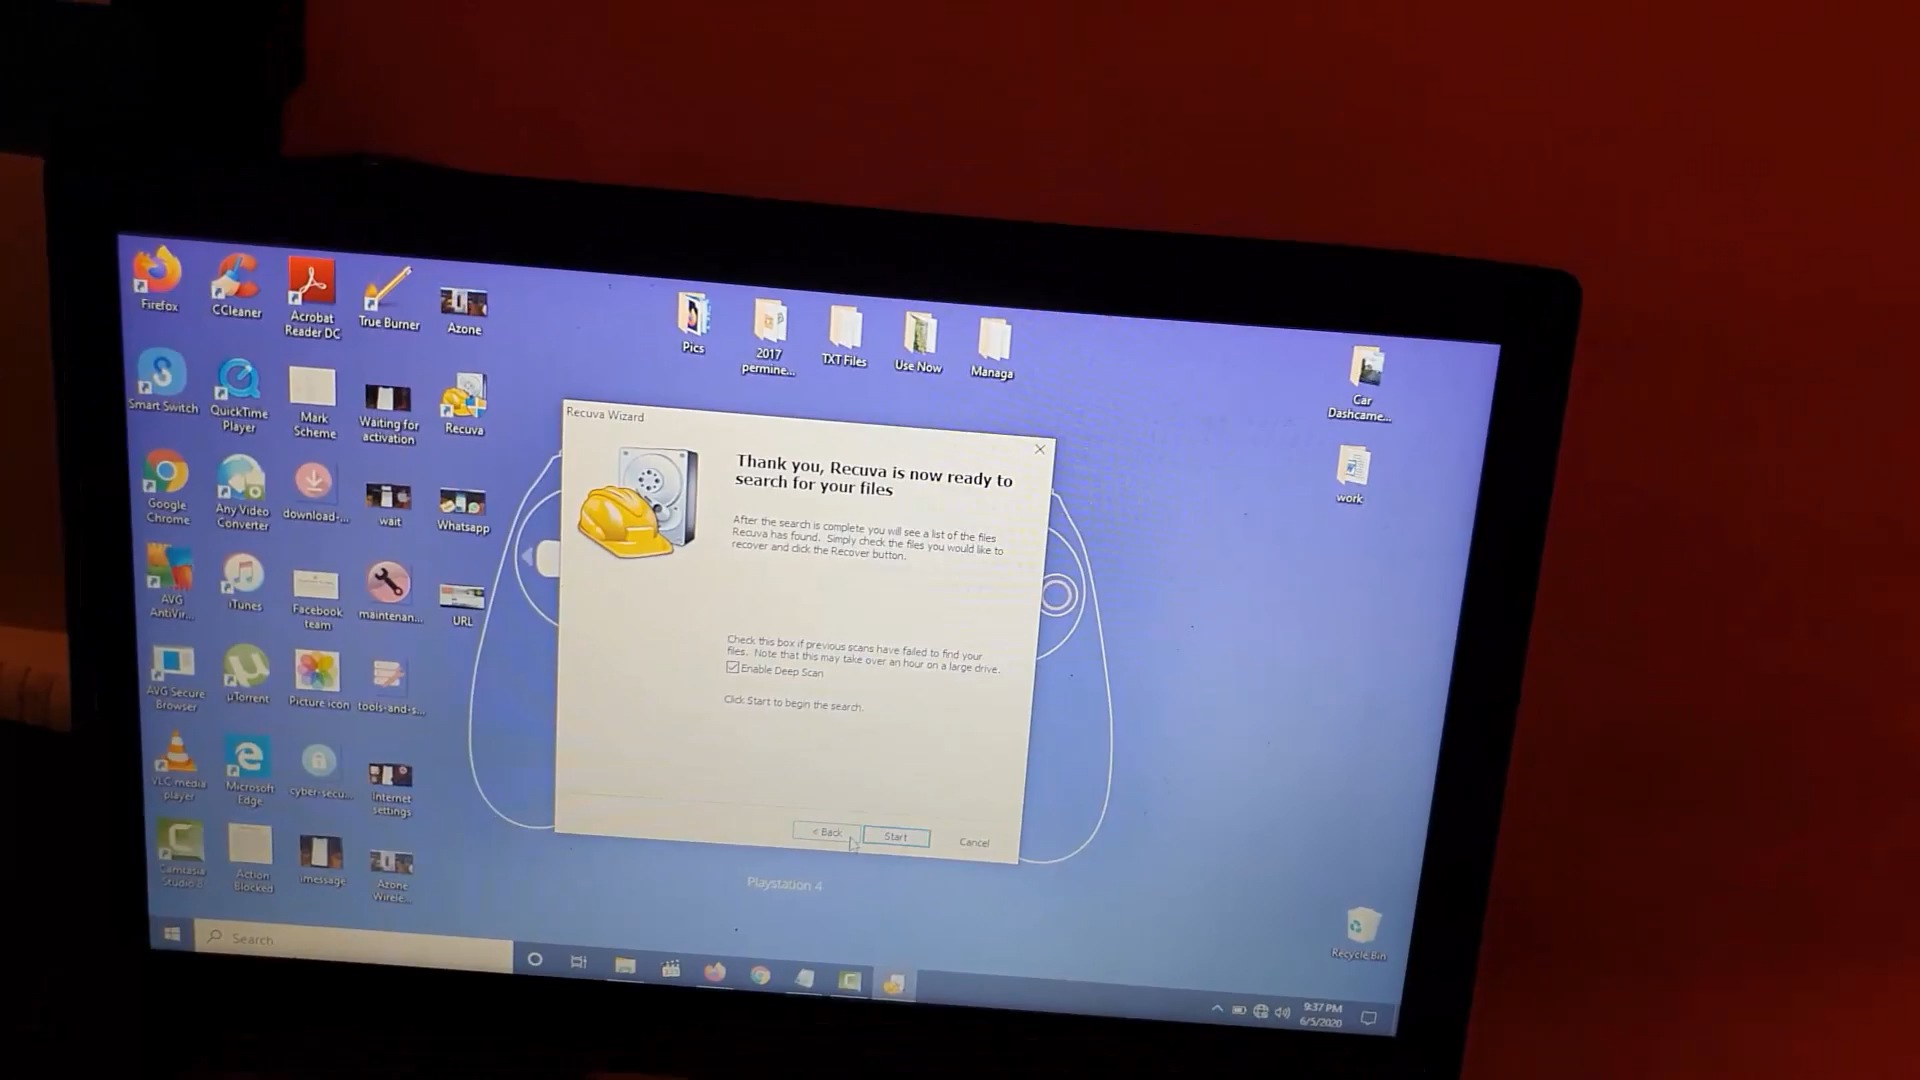 Firefox
CCleaner
Acrobat
Reader DC
True Burner
Azone
Pics
2017
permine...
TXT Files
Use Now
Managa
Car
Dashcame...
Smart Switch
QuickTime
Player
Mark
Scheme
Waiting for
activation
Recuva
work
Google
Chrome
Any Video
Converter
download-...
wait
Whatsapp
AVG
AntiVir...
iTunes
Facebook
team
maintenan...
URL
AVG Secure
Browser
µTorrent
Picture icon
tools-and-s...
VLC media
player
Microsoft
Edge
cyber-secu...
Internet
settings
Camtasia
Studio 8
Action
Blocked
imessage
Azone
Wirele...
Recuva Wizard
Thank you, Recuva is now ready to
search for your files
After the search is complete you will see a list of the files
Recuva has found. Simply check the files you would like to
recover and click the Recover button.
Check this box if previous scans have failed to find your
files. Note that this may take over an hour on a large drive.
Enable Deep Scan
Click Start to begin the search.
< Back
Start
Cancel
Playstation 4
Recycle Bin
Search
9:37 PM
6/5/2020